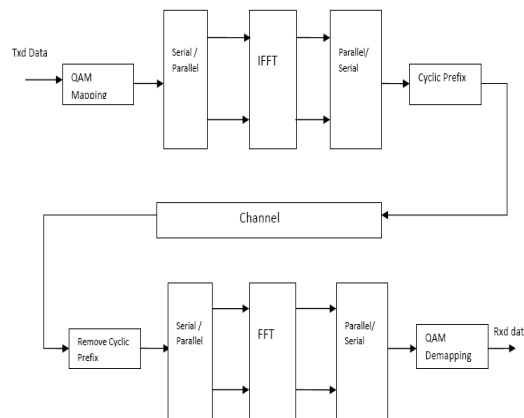 Txd Data
QAM
Mapping
Serial /
Parallel
IFFT
Parallel/
Serial
Cyclic Prefix
Channel
Remove Cyclic
Prefix
Serial /
Parallel
FFT
Parallel/
Serial
QAM
Demapping
Rxd dat